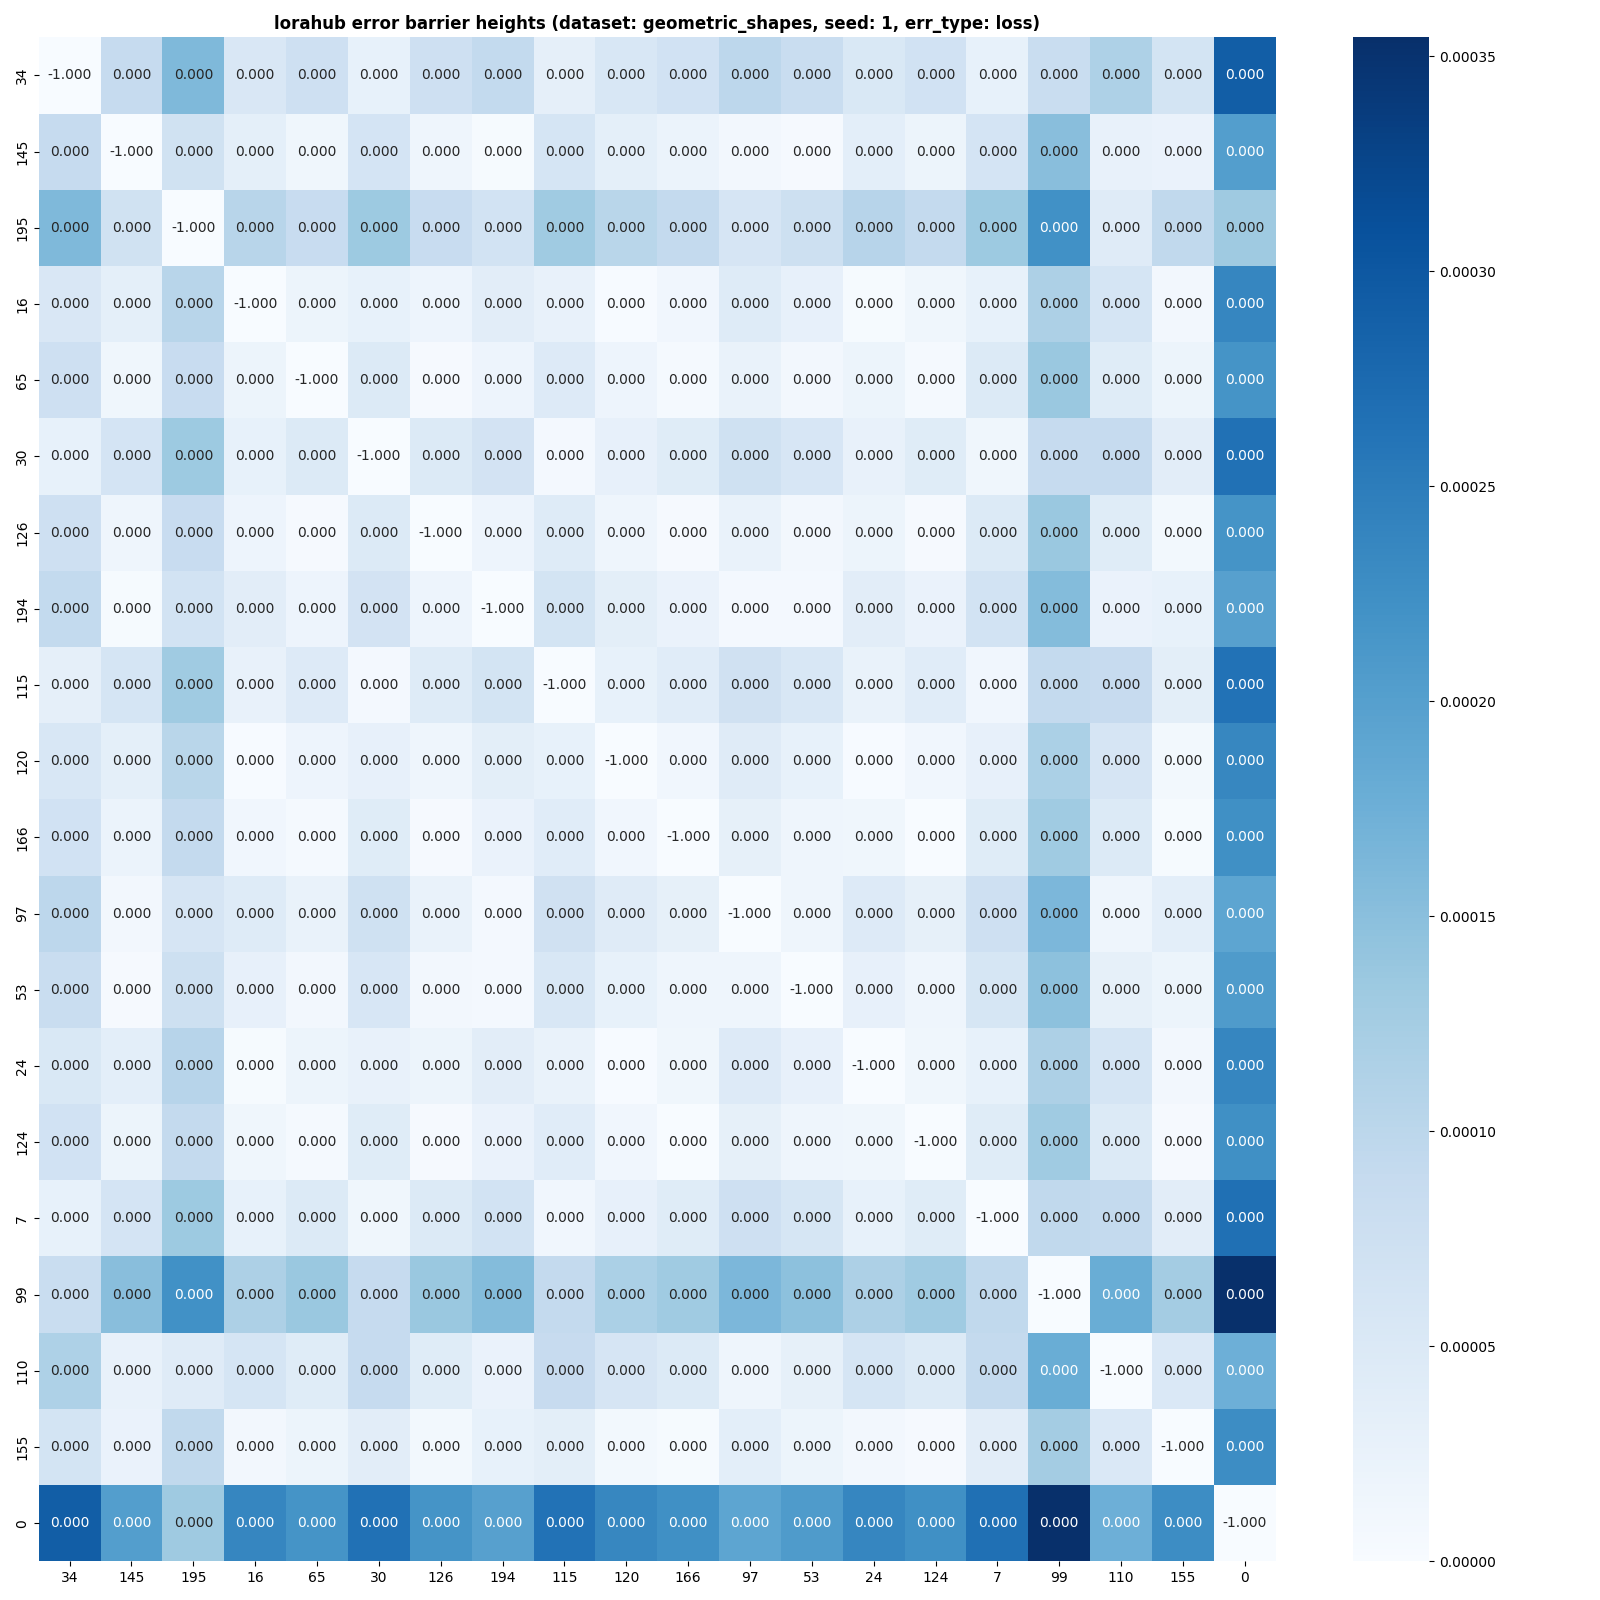 lorahub error barrier heights (dataset: geometric_shapes, seed: 1, err_type: loss)
34 -1.000 0.000 0.000 0.000 0.000 0.000 0.000 0.000 0.000 0.000 0.000 0.000 0.000 0.000 0.000 0.000 0.000 0.000 0.000 0.000
145 0.000 -1.000 0.000 0.000 0.000 0.000 0.000 0.000 0.000 0.000 0.000 0.000 0.000 0.000 0.000 0.000 0.000 0.000 0.000 0.000
195 0.000 0.000 -1.000 0.000 0.000 0.000 0.000 0.000 0.000 0.000 0.000 0.000 0.000 0.000 0.000 0.000 0.000 0.000 0.000 0.000
16 0.000 0.000 0.000 -1.000 0.000 0.000 0.000 0.000 0.000 0.000 0.000 0.000 0.000 0.000 0.000 0.000 0.000 0.000 0.000 0.000
65 0.000 0.000 0.000 0.000 -1.000 0.000 0.000 0.000 0.000 0.000 0.000 0.000 0.000 0.000 0.000 0.000 0.000 0.000 0.000 0.000
30 0.000 0.000 0.000 0.000 0.000 -1.000 0.000 0.000 0.000 0.000 0.000 0.000 0.000 0.000 0.000 0.000 0.000 0.000 0.000 0.000
126 0.000 0.000 0.000 0.000 0.000 0.000 -1.000 0.000 0.000 0.000 0.000 0.000 0.000 0.000 0.000 0.000 0.000 0.000 0.000 0.000
194 0.000 0.000 0.000 0.000 0.000 0.000 0.000 -1.000 0.000 0.000 0.000 0.000 0.000 0.000 0.000 0.000 0.000 0.000 0.000 0.000
115 0.000 0.000 0.000 0.000 0.000 0.000 0.000 0.000 -1.000 0.000 0.000 0.000 0.000 0.000 0.000 0.000 0.000 0.000 0.000 0.000
120 0.000 0.000 0.000 0.000 0.000 0.000 0.000 0.000 0.000 -1.000 0.000 0.000 0.000 0.000 0.000 0.000 0.000 0.000 0.000 0.000
166 0.000 0.000 0.000 0.000 0.000 0.000 0.000 0.000 0.000 0.000 -1.000 0.000 0.000 0.000 0.000 0.000 0.000 0.000 0.000 0.000
97 0.000 0.000 0.000 0.000 0.000 0.000 0.000 0.000 0.000 0.000 0.000 -1.000 0.000 0.000 0.000 0.000 0.000 0.000 0.000 0.000
53 0.000 0.000 0.000 0.000 0.000 0.000 0.000 0.000 0.000 0.000 0.000 0.000 -1.000 0.000 0.000 0.000 0.000 0.000 0.000 0.000
24 0.000 0.000 0.000 0.000 0.000 0.000 0.000 0.000 0.000 0.000 0.000 0.000 0.000 -1.000 0.000 0.000 0.000 0.000 0.000 0.000
124 0.000 0.000 0.000 0.000 0.000 0.000 0.000 0.000 0.000 0.000 0.000 0.000 0.000 0.000 -1.000 0.000 0.000 0.000 0.000 0.000
7 0.000 0.000 0.000 0.000 0.000 0.000 0.000 0.000 0.000 0.000 0.000 0.000 0.000 0.000 0.000 -1.000 0.000 0.000 0.000 0.000
99 0.000 0.000 0.000 0.000 0.000 0.000 0.000 0.000 0.000 0.000 0.000 0.000 0.000 0.000 0.000 0.000 -1.000 0.000 0.000 0.000
110 0.000 0.000 0.000 0.000 0.000 0.000 0.000 0.000 0.000 0.000 0.000 0.000 0.000 0.000 0.000 0.000 0.000 -1.000 0.000 0.000
155 0.000 0.000 0.000 0.000 0.000 0.000 0.000 0.000 0.000 0.000 0.000 0.000 0.000 0.000 0.000 0.000 0.000 0.000 -1.000 0.000
0 0.000 0.000 0.000 0.000 0.000 0.000 0.000 0.000 0.000 0.000 0.000 0.000 0.000 0.000 0.000 0.000 0.000 0.000 0.000 -1.000
34 145 195 16 65 30 126 194 115 120 166 97 53 24 124 7 99 110 155 0
0.00035
0.00030
0.00025
0.00020
0.00015
0.00010
0.00005
0.00000